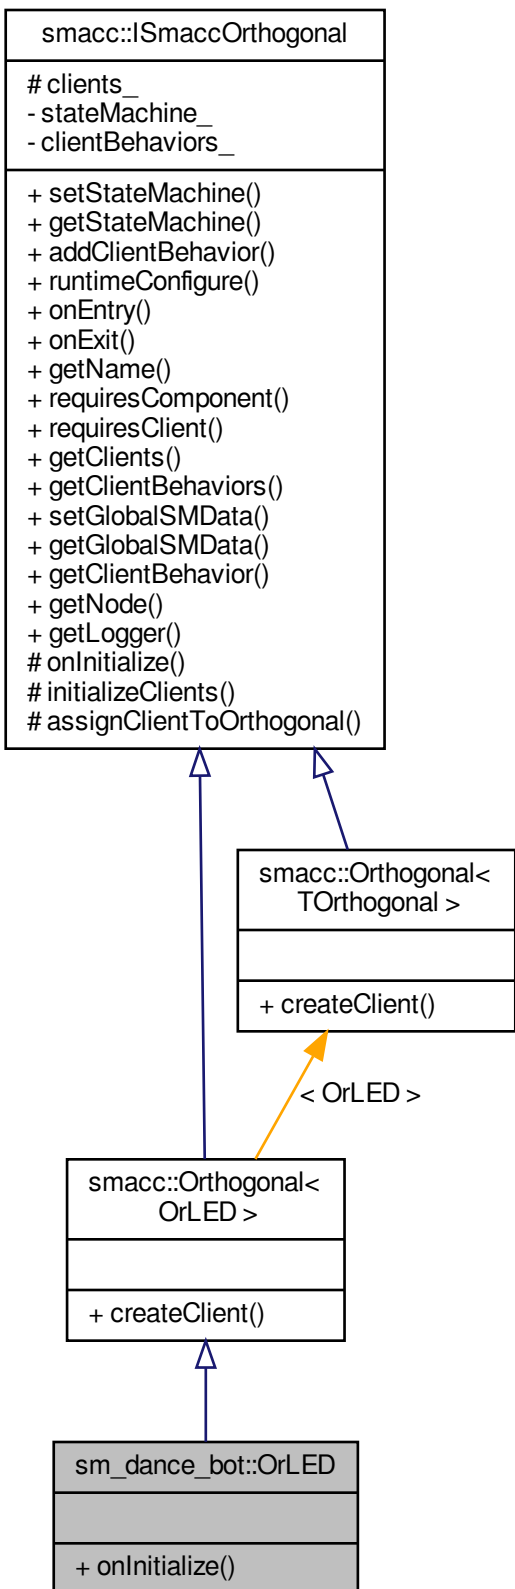 smacc::ISmaccOrthogonal
# clients_
- stateMachine_
- clientBehaviors_
+ setStateMachine()
+ getStateMachine()
+ addClientBehavior()
+ runtimeConfigure()
+ onEntry()
+ onExit()
+ getName()
+ requiresComponent()
+ requiresClient()
+ getClients()
+ getClientBehaviors()
+ setGlobalSMData()
+ getGlobalSMData()
+ getClientBehavior()
+ getNode()
+ getLogger()
# onInitialize()
# initializeClients()
# assignClientToOrthogonal()
smacc::Orthogonal<
TOrthogonal >
+ createClient()
< OrLED >
smacc::Orthogonal<
OrLED >
+ createClient()
sm_dance_bot::OrLED
+ onInitialize()